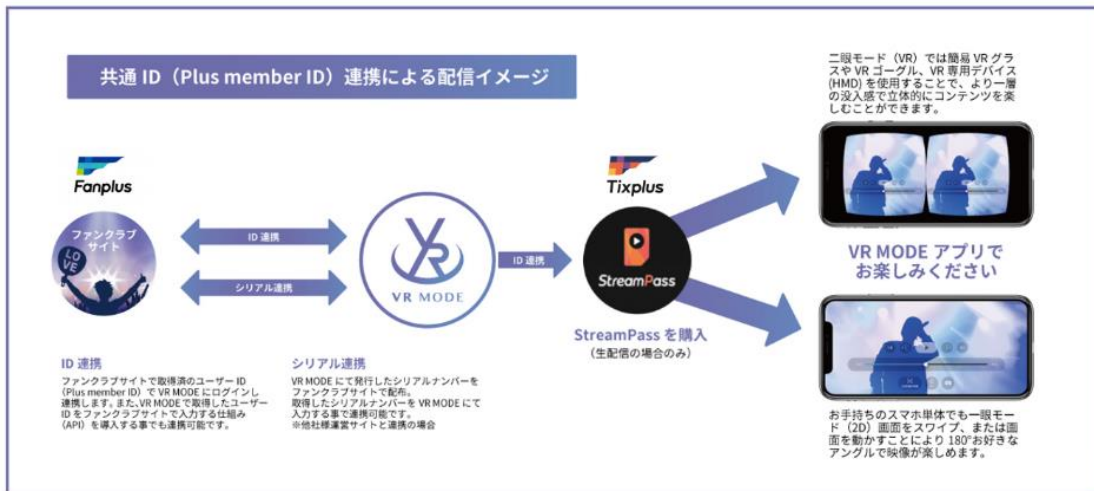 共通 ID（Plus member ID）連携による配信イメージ
Fanplus
ファンクラブ
サイト
LO
VE
ID 連携
シリアル連携
VR
VR MODE
ID 連携
Tixplus
StreamPass
StreamPass を購入
（生配信の場合のみ）
ID 連携
ファンクラブサイトで取得済のユーザー ID
（Plus member ID）で VR MODE にログインし
連携します。また、VR MODE で取得したユーザー
ID をファンクラブサイトで入力する仕組み
（API）を導入する事でも連携可能です。
シリアル連携
VR MODE にて発行したシリアルナンバーを
ファンクラブサイトで配布。
取得したシリアルナンバーを VR MODE にて
入力する事で連携可能です。
※他社様運営サイトと連携の場合
二眼モード（VR）では簡易 VR グラ
スや VR ゴーグル、VR 専用デバイス
(HMD) を使用することで、より一層
の没入感で立体的にコンテンツを楽
しむことができます。
VR MODE アプリで
お楽しみください
お手持ちのスマホ単体でも一眼モー
ド（2D）画面をスワイプ、または画
面を動かすことにより 180°お好きな
アングルで映像が楽しめます。